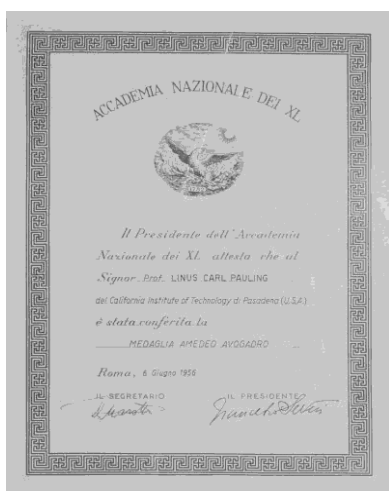 ACCADEMIA NAZIONALE DEI XL
Il Presidente dell'Accademia
Nazionale dei XL attesta che al
Signor Prof. LINUS CARL PAULING
del California Institute of Technology di Pasadena (U.S.A.)
è stata conferita la
MEDAGLIA AMEDEO AVOGADRO
Roma, 6 Giugno 1956
IL SEGRETARIO IL PRESIDENTE